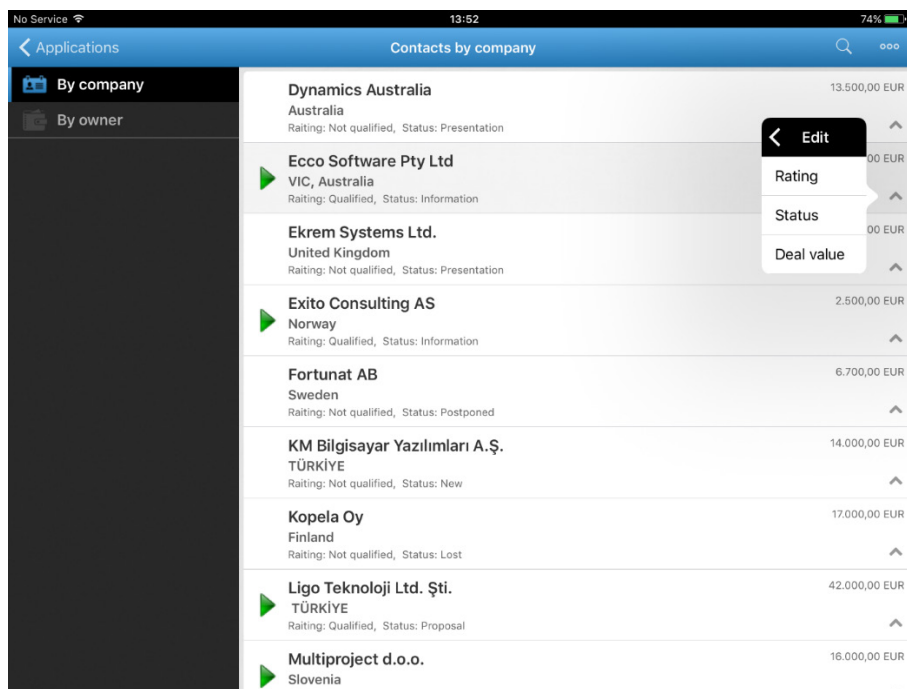 No Service 13:52 74%
Applications Contacts by company
By company
By owner
Dynamics Australia 13.500,00 EUR
Australia
Raiting: Not qualified, Status: Presentation
Edit
Rating
Status
Deal value
Ecco Software Pty Ltd 00 EUR
VIC, Australia
Raiting: Qualified, Status: Information
Ekrem Systems Ltd. 00 EUR
United Kingdom
Raiting: Not qualified, Status: Presentation
Exito Consulting AS 2.500,00 EUR
Norway
Raiting: Qualified, Status: Information
Fortunat AB 6.700,00 EUR
Sweden
Raiting: Not qualified, Status: Postponed
KM Bilgisayar Yazılımları A.Ş. 14.000,00 EUR
TÜRKİYE
Raiting: Not qualified, Status: New
Kopela Oy 17.000,00 EUR
Finland
Raiting: Not qualified, Status: Lost
Ligo Teknoloji Ltd. Şti. 42.000,00 EUR
TÜRKİYE
Raiting: Qualified, Status: Proposal
Multiproject d.o.o. 16.000,00 EUR
Slovenia